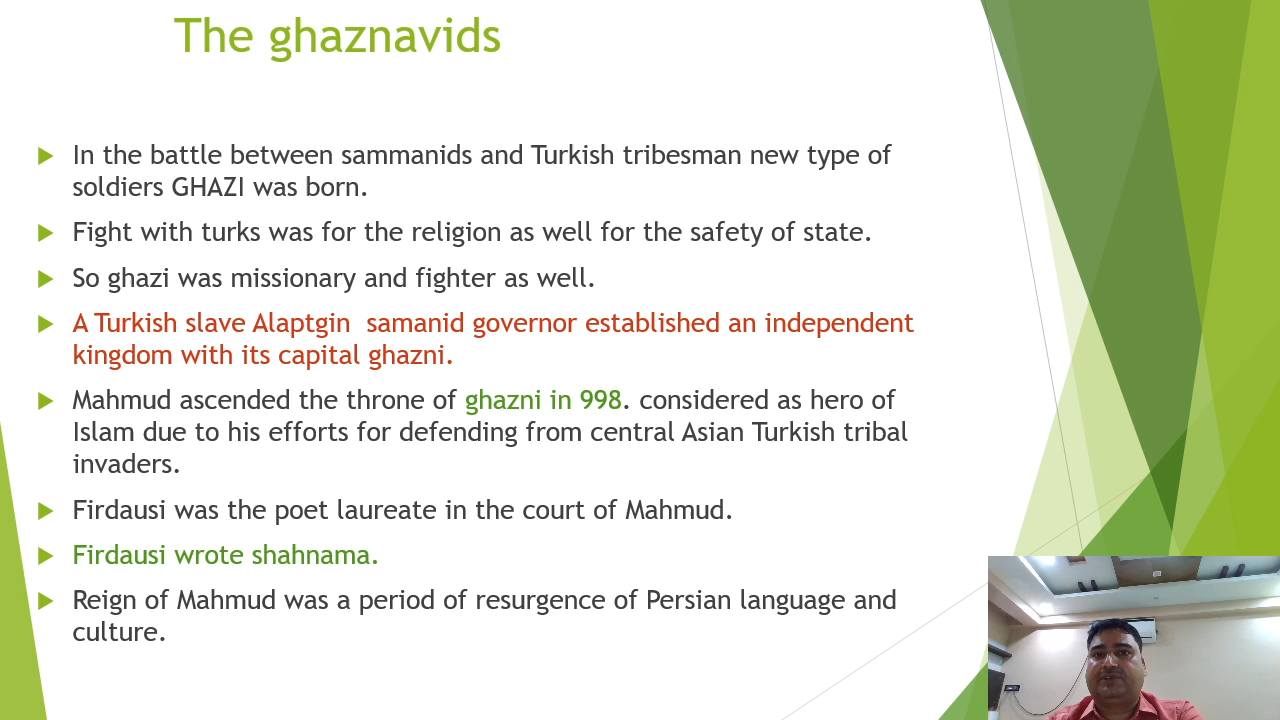 The ghaznavids
In the battle between sammanids and Turkish tribesman new type of
soldiers GHAZI was born.
Fight with turks was for the religion as well for the safety of state.
So ghazi was missionary and fighter as well.
A Turkish slave Alaptgin  samanid governor established an independent
kingdom with its capital ghazni.
Mahmud ascended the throne of ghazni in 998. considered as hero of
Islam due to his efforts for defending from central Asian Turkish tribal
invaders.
Firdausi was the poet laureate in the court of Mahmud.
Firdausi wrote shahnama.
Reign of Mahmud was a period of resurgence of Persian language and
culture.